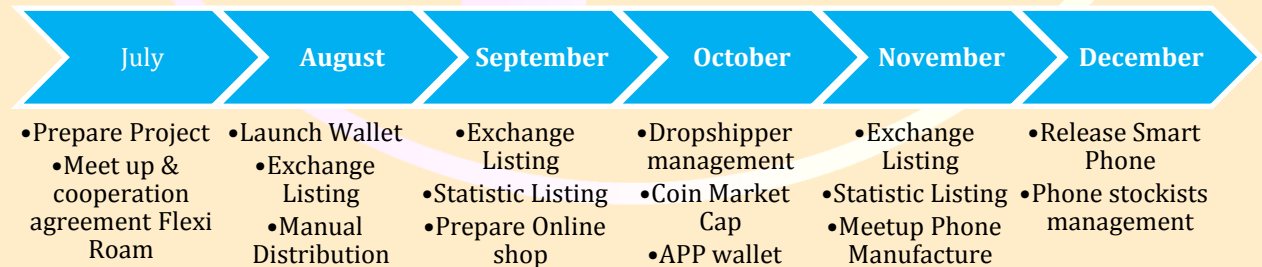 July
August
September
October
November
December
•Prepare Project
•Meet up &
cooperation
agreement Flexi
Roam
•Launch Wallet
•Exchange
Listing
•Manual
Distribution
•Exchange
Listing
•Statistic Listing
•Prepare Online
shop
•Dropshipper
management
•Coin Market
Cap
•APP wallet
•Exchange
Listing
•Statistic Listing
•Meetup Phone
Manufacture
•Release Smart
Phone
•Phone stockists
management